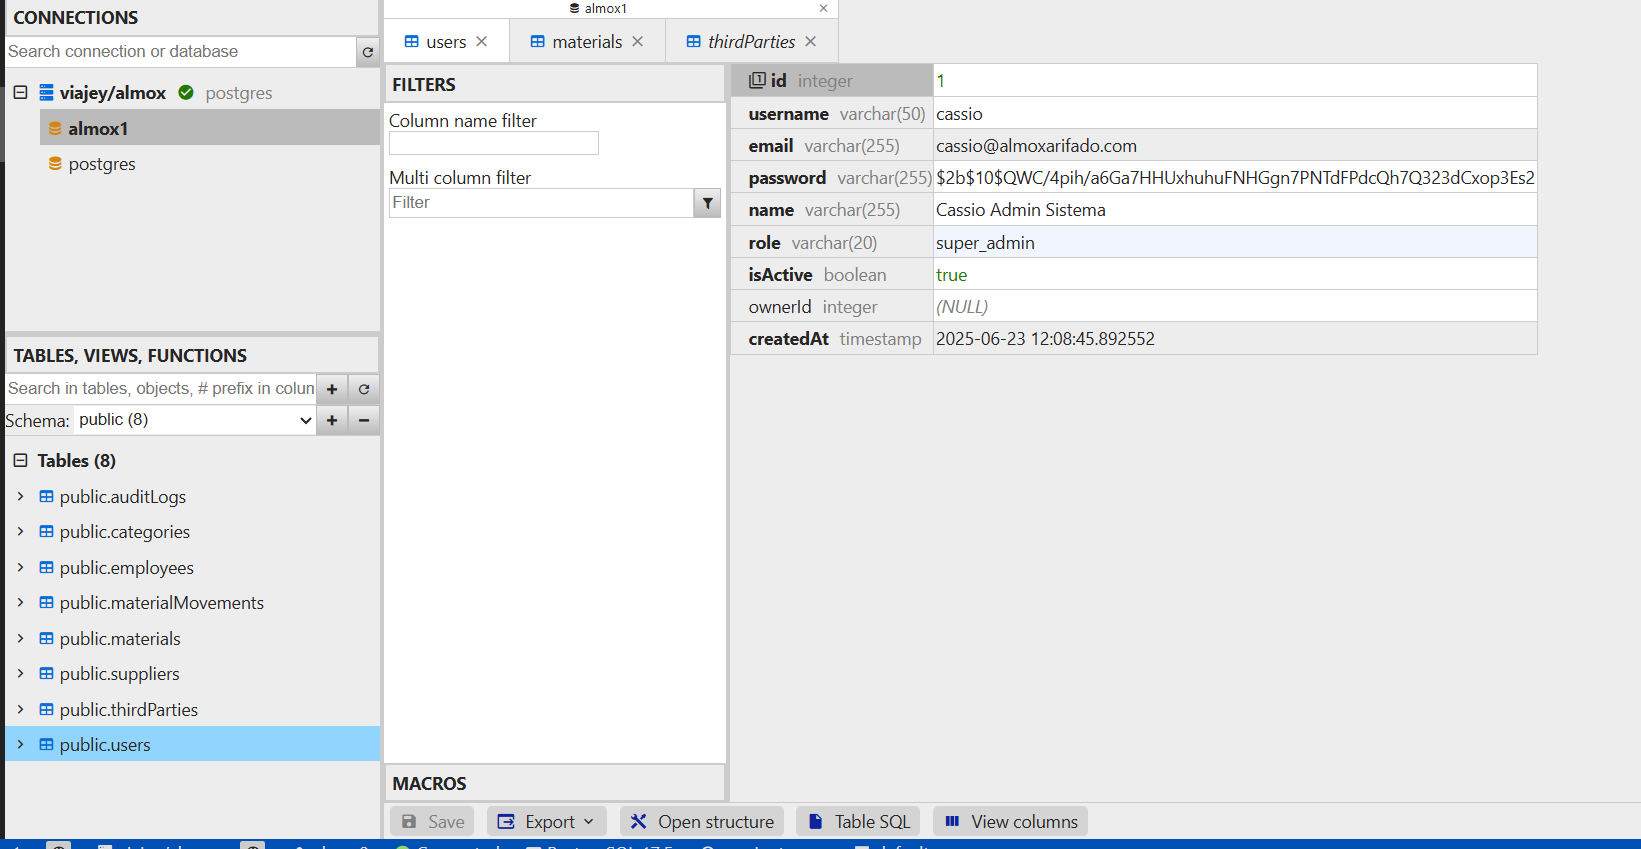 CONNECTIONS
Search connection or database
viajey/almox postgres
almox1
postgres
TABLES, VIEWS, FUNCTIONS
Search in tables, objects, # prefix in colun
Schema: public (8)
Tables (8)
public.auditLogs
public.categories
public.employees
public.materialMovements
public.materials
public.suppliers
public.thirdParties
public.users
almox1
users
materials
thirdParties
FILTERS
Column name filter
Multi column filter
Filter
MACROS
id integer 1
username varchar(50) cassio
email varchar(255) cassio@almoxarifado.com
password varchar(255) $2b$10$QWC/4pih/a6Ga7HHUxhuhuFNHGgn7PNTdFPdcQh7Q323dCxop3Es2
name varchar(255) Cassio Admin Sistema
role varchar(20) super_admin
isActive boolean true
ownerId integer (NULL)
createdAt timestamp 2025-06-23 12:08:45.892552
Save
Export
Open structure
Table SQL
View columns